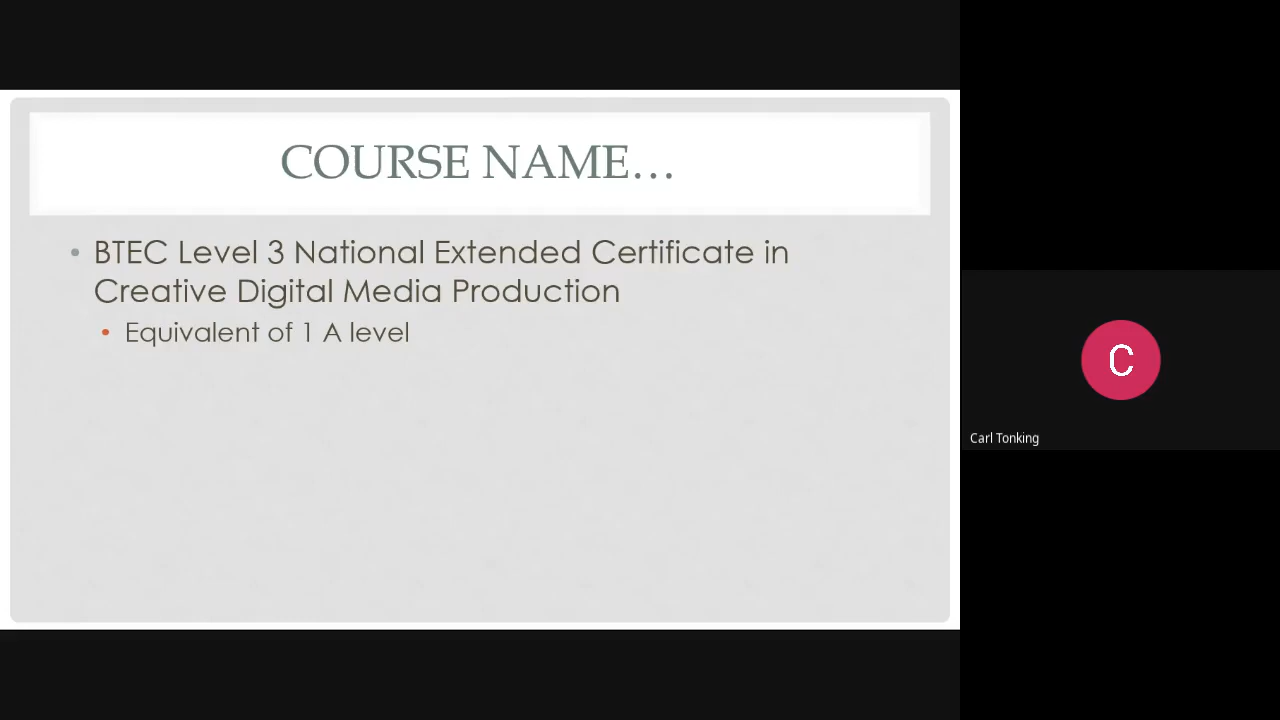 COURSE NAME…
• BTEC Level 3 National Extended Certificate in
Creative Digital Media Production
• Equivalent of 1 A level
C
Carl Tonking